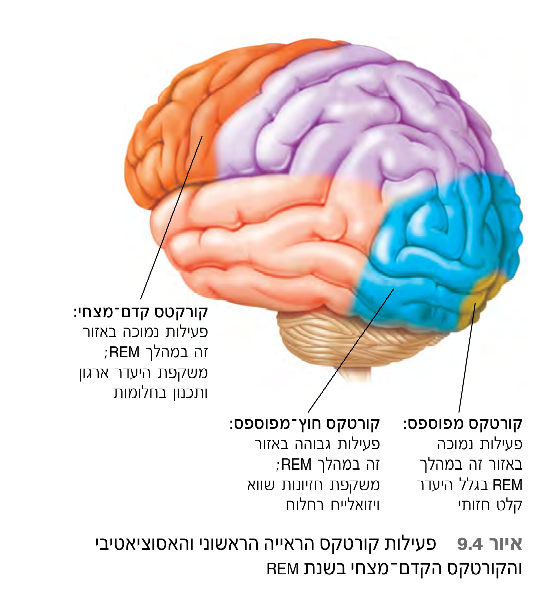 קורקטס קדם־מצחי:
פעילות נמוכה באזור
זה במהלך REM;
משקפת היעדר ארגון
ותכנון בחלומות
קורטקס מפוספס:
פעילות נמוכה
באזור זה במהלך
REM בגלל היעדר
קלט חזותי
קורטקס חוץ־מפוספס:
פעילות גבוהה באזור
זה במהלך REM;
משקפת חזיונות שווא
ויזואליים בחלום
איור 9.4 פעילות קורטקס הראייה הראשוני והאסוציאטיבי
והקורטקס הקדם־מצחי בשנת REM